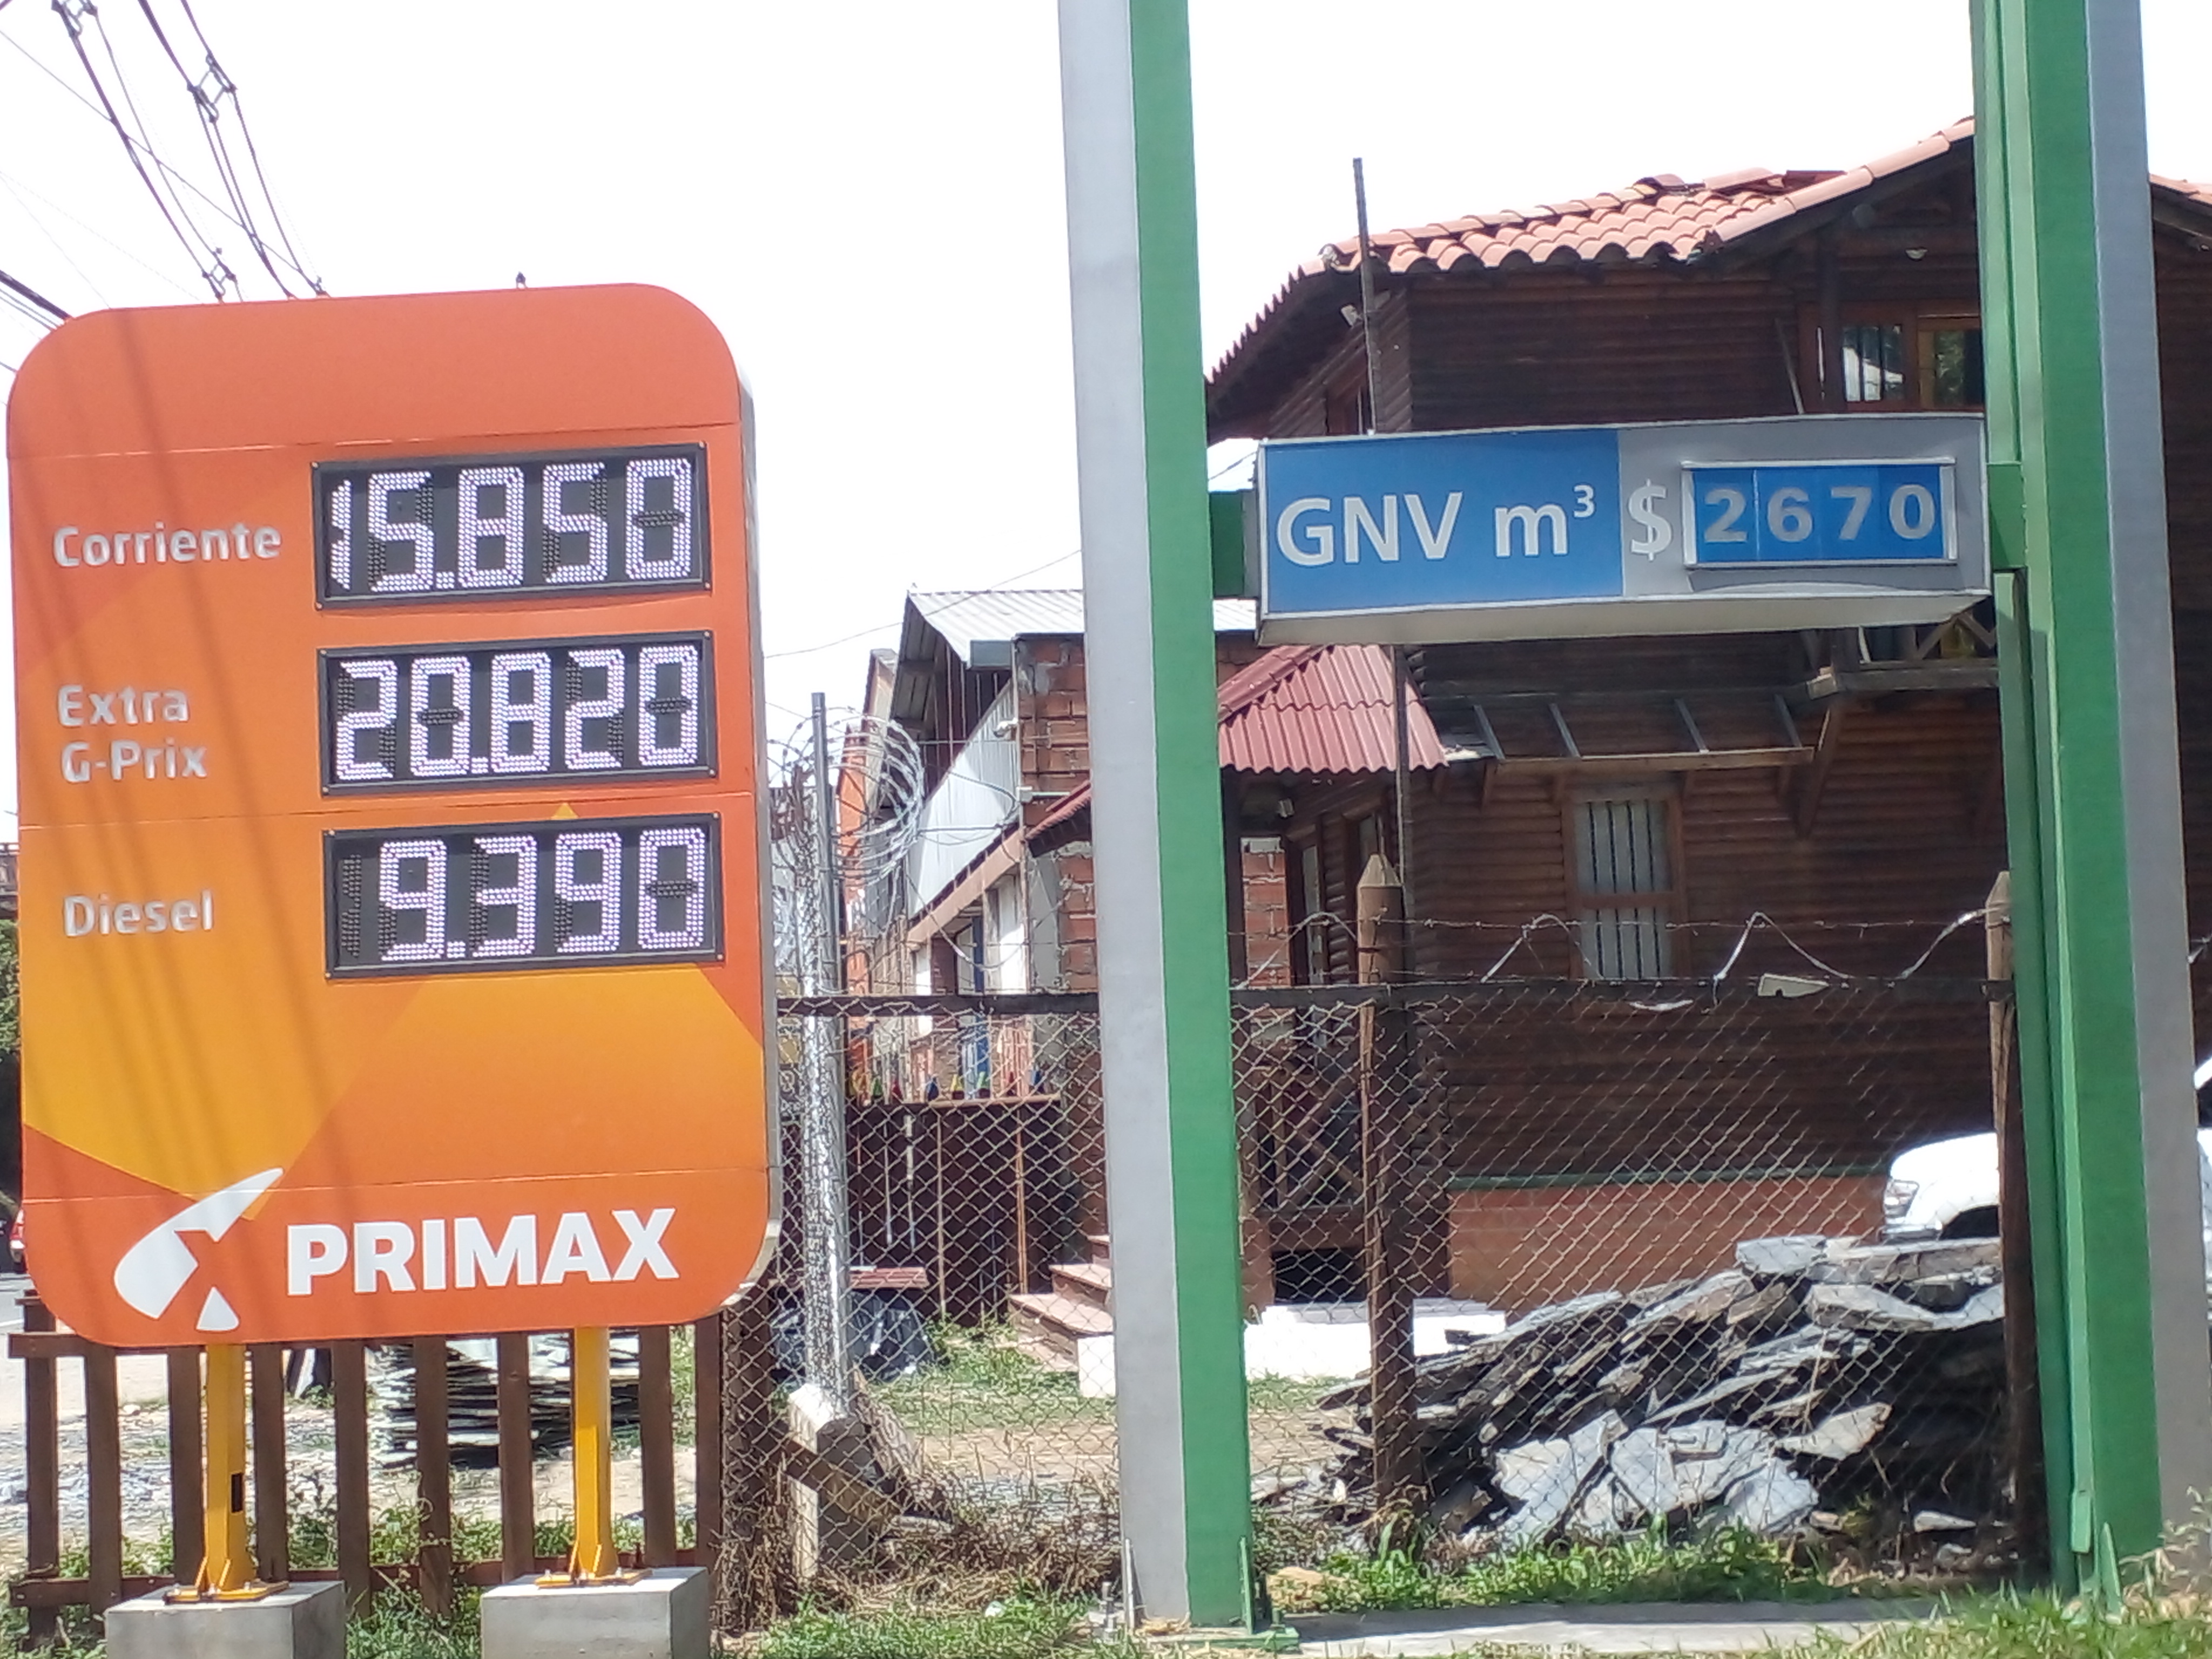 Corriente 15.850
Extra
G-Prix 20.820
Diesel 9.390
PRIMAX
GNV m³ $ 2670